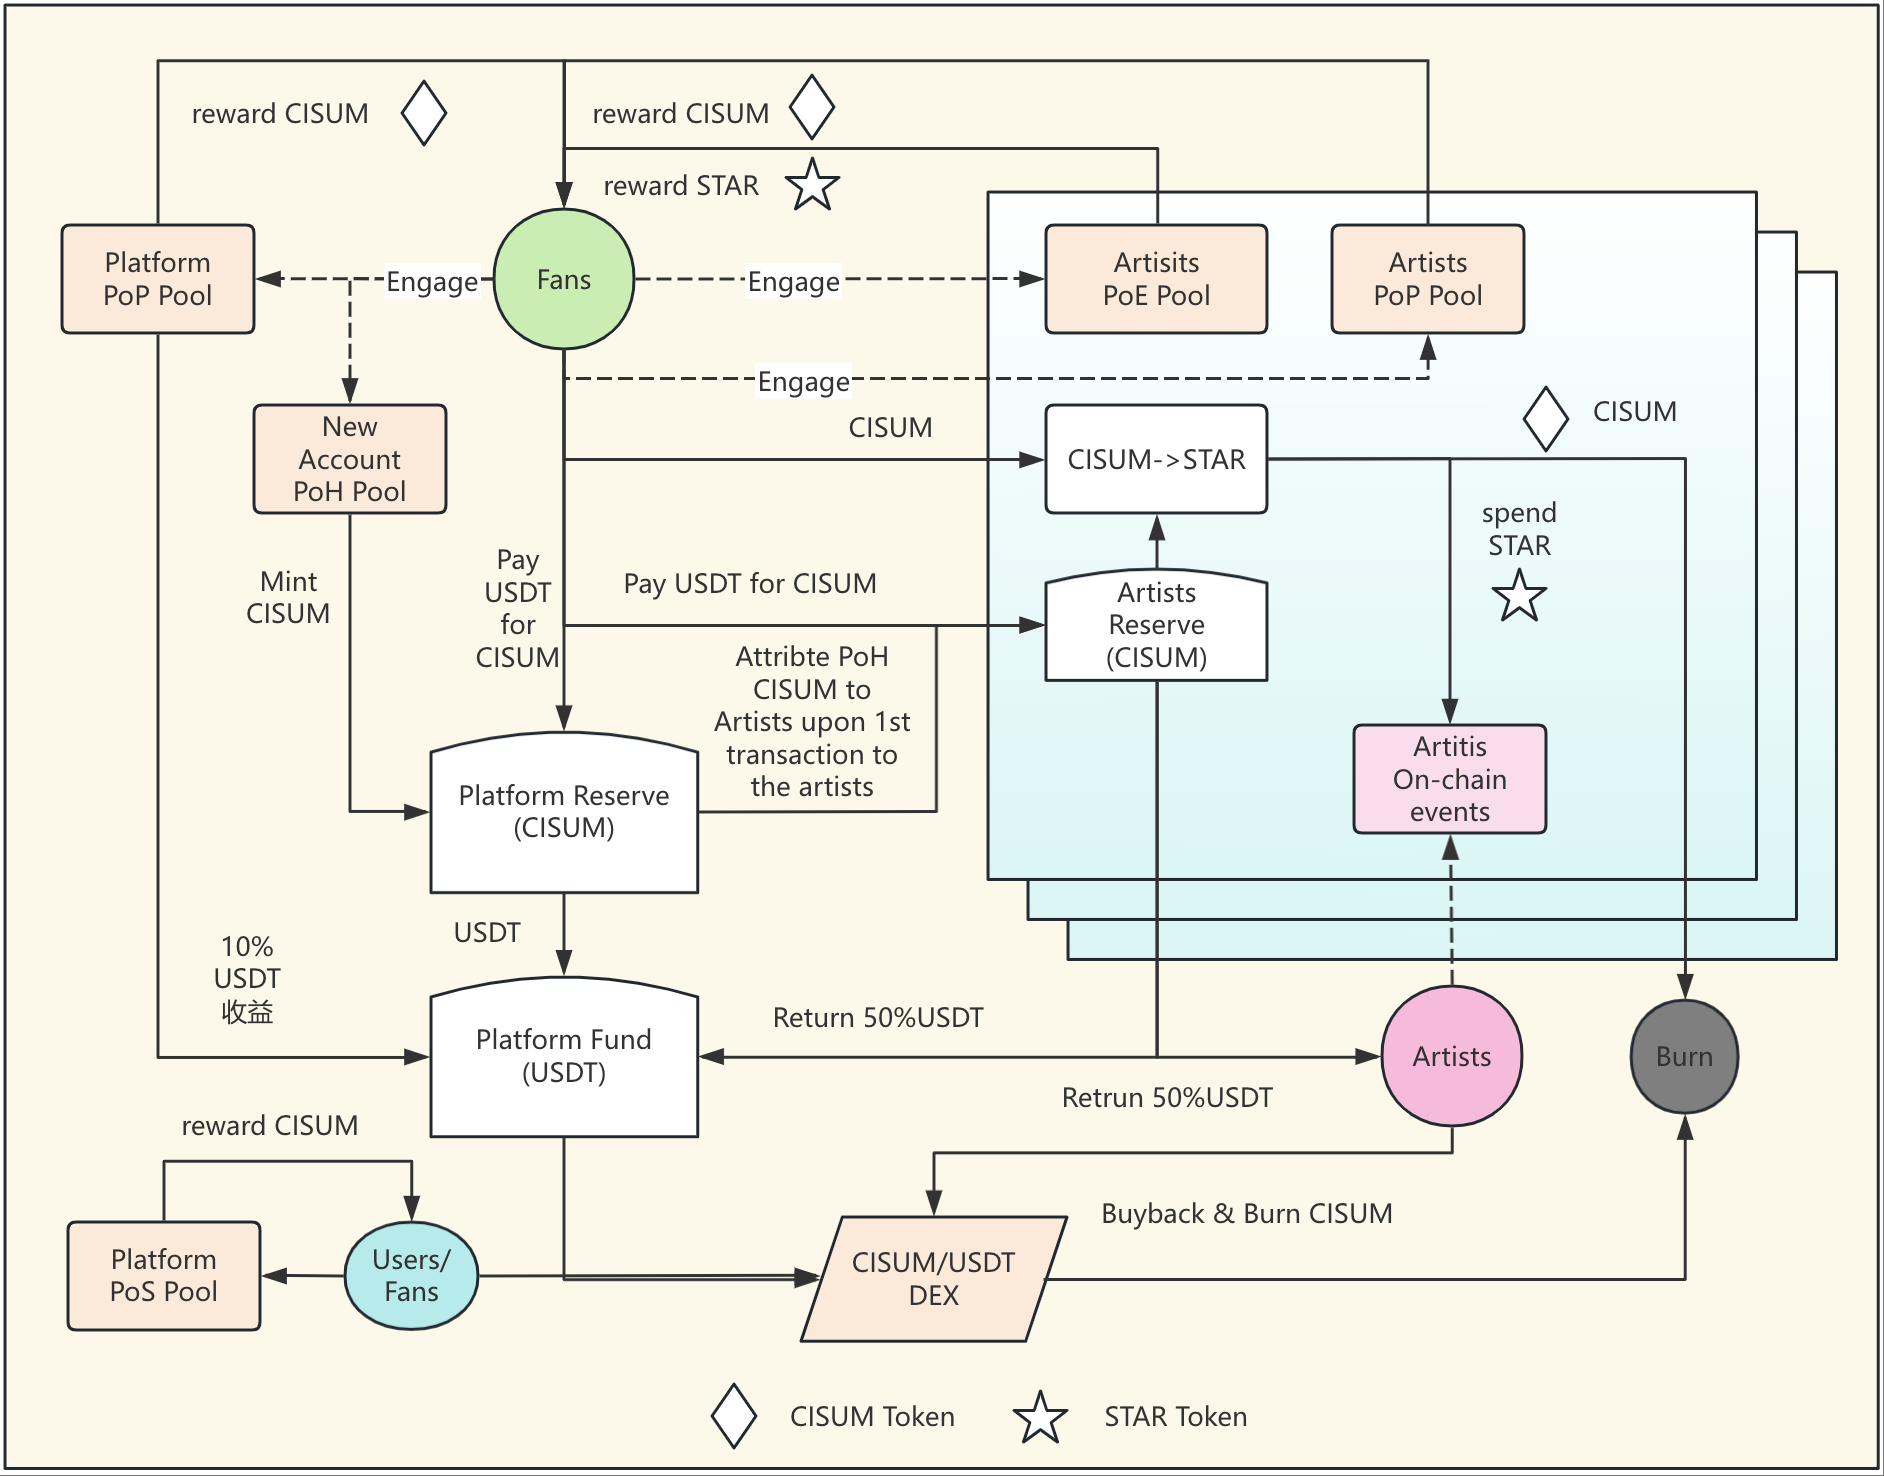 reward CISUM
reward CISUM
reward STAR
Platform
PoP Pool
Engage
Fans
Engage
Artisits
PoE Pool
Artists
PoP Pool
Engage
New
Account
PoH Pool
CISUM
CISUM->STAR
CISUM
spend
STAR
Mint
CISUM
Pay
USDT
for
CISUM
Pay USDT for CISUM
Artists
Reserve
(CISUM)
Attribte PoH
CISUM to
Artists upon 1st
transaction to
the artists
Platform Reserve
(CISUM)
Artitis
On-chain
events
USDT
10%
USDT
收益
Platform Fund
(USDT)
Return 50%USDT
Retrun 50%USDT
Artists
Burn
reward CISUM
Platform
PoS Pool
Users/
Fans
CISUM/USDT
DEX
Buyback & Burn CISUM
CISUM Token
STAR Token